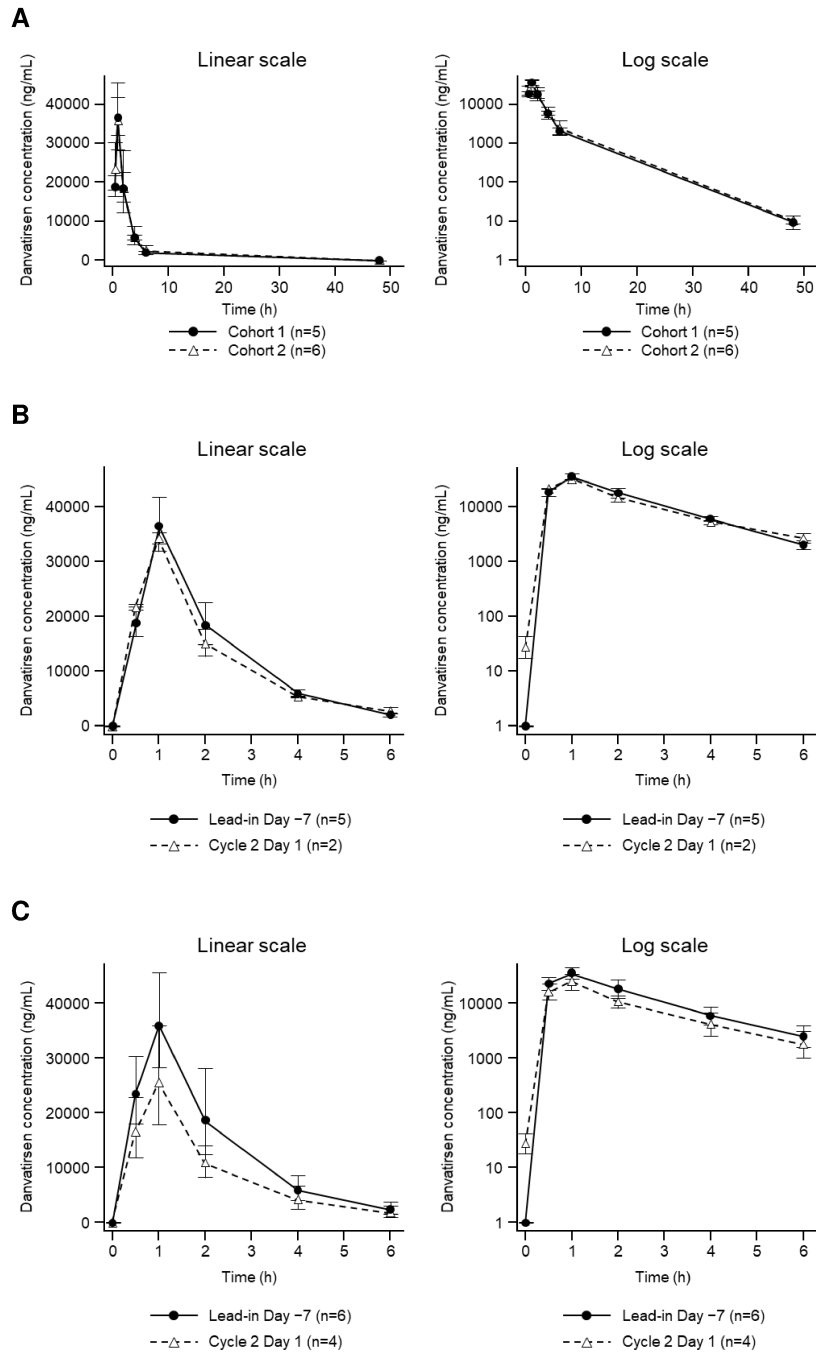 A
Linear scale
Danvatirsen concentration (ng/mL)
40000
30000
20000
10000
0
0 10 20 30 40 50
Time (h)
Cohort 1 (n=5)
Cohort 2 (n=6)
Log scale
Danvatirsen concentration (ng/mL)
10000
1000
100
10
1
0 10 20 30 40 50
Time (h)
Cohort 1 (n=5)
Cohort 2 (n=6)
B
Linear scale
Danvatirsen concentration (ng/mL)
40000
30000
20000
10000
0
0 1 2 3 4 5 6
Time (h)
Lead-in Day −7 (n=5)
Cycle 2 Day 1 (n=2)
Log scale
Danvatirsen concentration (ng/mL)
10000
1000
100
10
1
0 1 2 3 4 5 6
Time (h)
Lead-in Day −7 (n=5)
Cycle 2 Day 1 (n=2)
C
Linear scale
Danvatirsen concentration (ng/mL)
40000
30000
20000
10000
0
0 1 2 3 4 5 6
Time (h)
Lead-in Day −7 (n=6)
Cycle 2 Day 1 (n=4)
Log scale
Danvatirsen concentration (ng/mL)
10000
1000
100
10
1
0 1 2 3 4 5 6
Time (h)
Lead-in Day −7 (n=6)
Cycle 2 Day 1 (n=4)